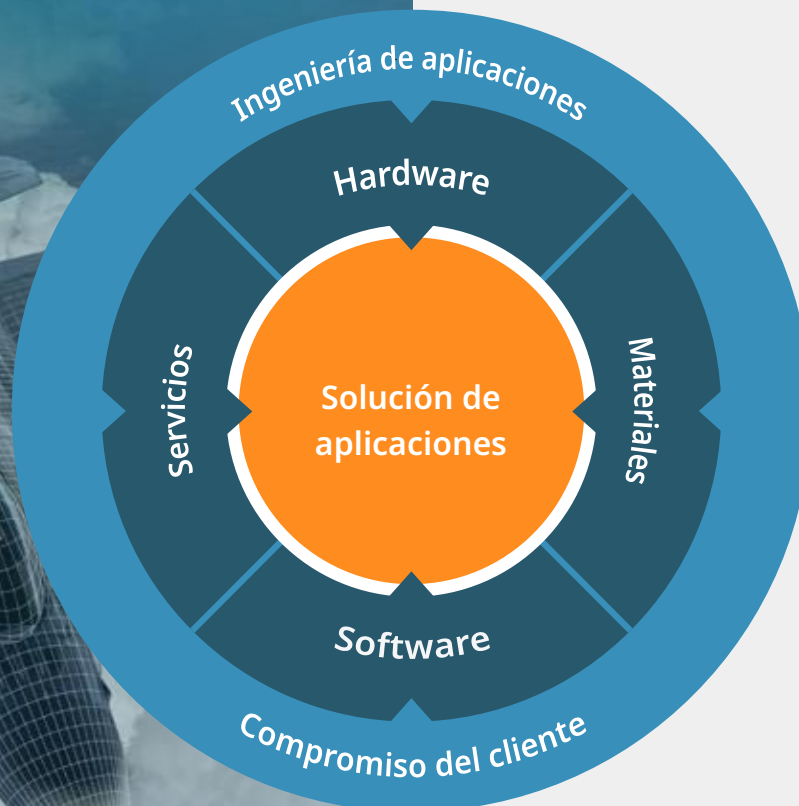 Ingeniería de aplicaciones
Hardware
Servicios
Solución de
aplicaciones
Materiales
Software
Compromiso del cliente